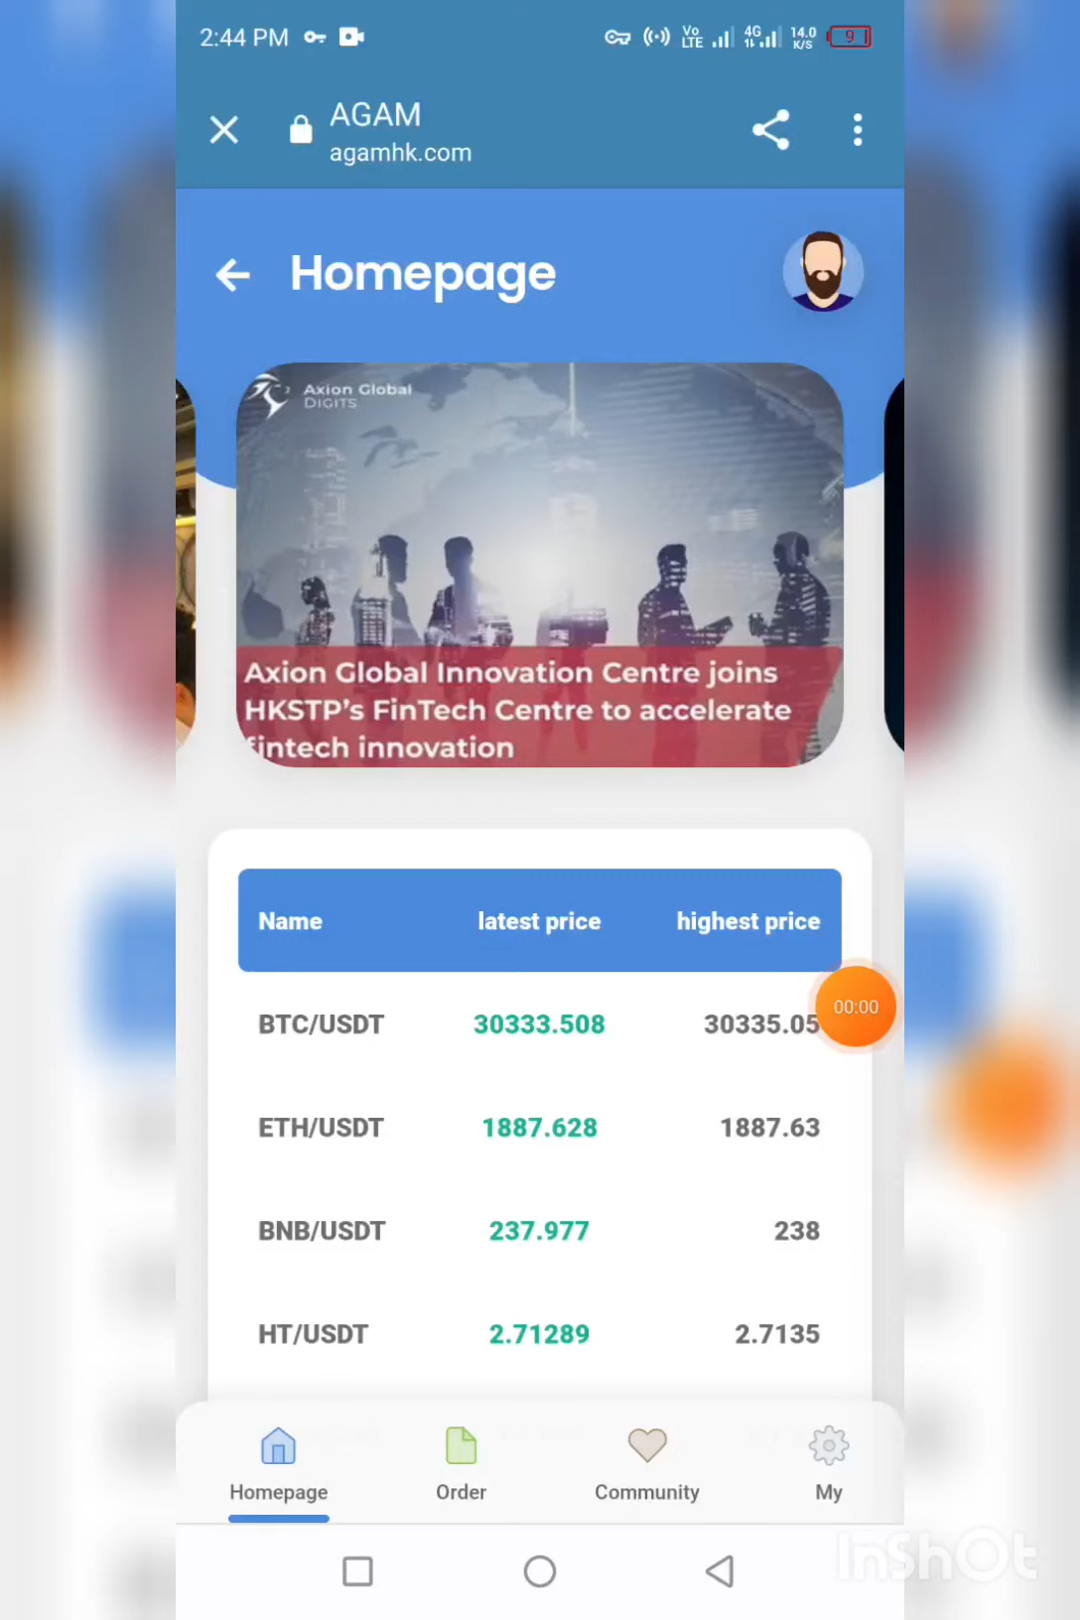 2:44 PM
Vo
LTE
4G
14.0
K/S
9
AGAM
agamhk.com
Homepage
Axion Global
DIGITS
Axion Global Innovation Centre joins
HKSTP's FinTech Centre to accelerate
fintech innovation
Name latest price highest price
BTC/USDT 30333.508 30335.05
00:00
ETH/USDT 1887.628 1887.63
BNB/USDT 237.977 238
HT/USDT 2.71289 2.7135
Homepage Order Community My
InShOt